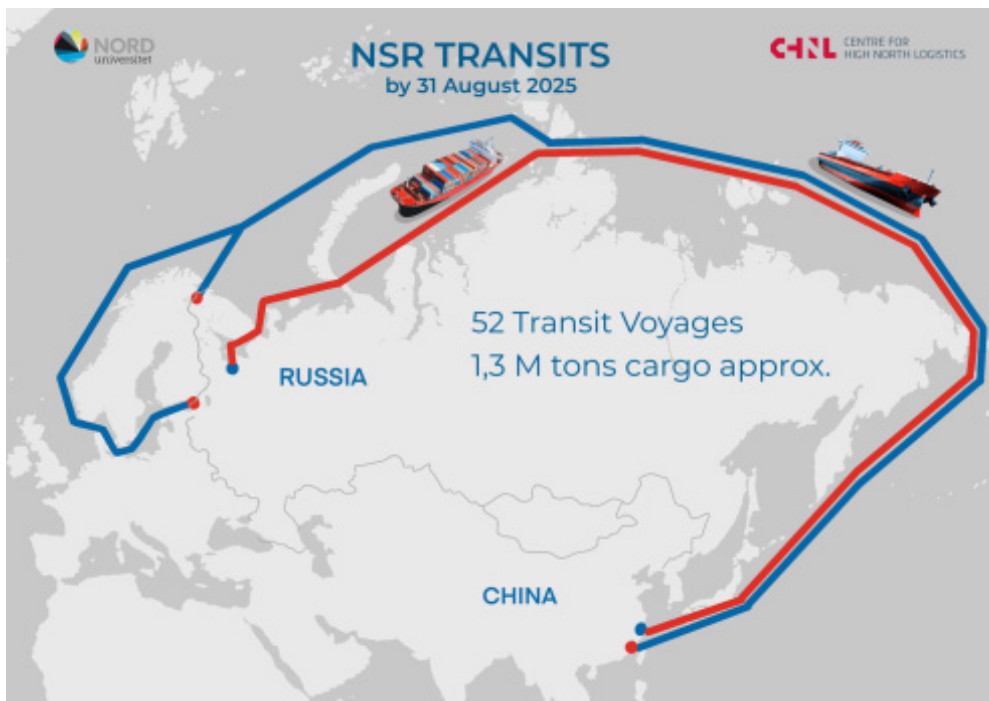 NORD
universitet
NSR TRANSITS
by 31 August 2025
CHNL
CENTRE FOR
HIGH NORTH LOGISTICS
52 Transit Voyages
1,3 M tons cargo approx.
RUSSIA
CHINA